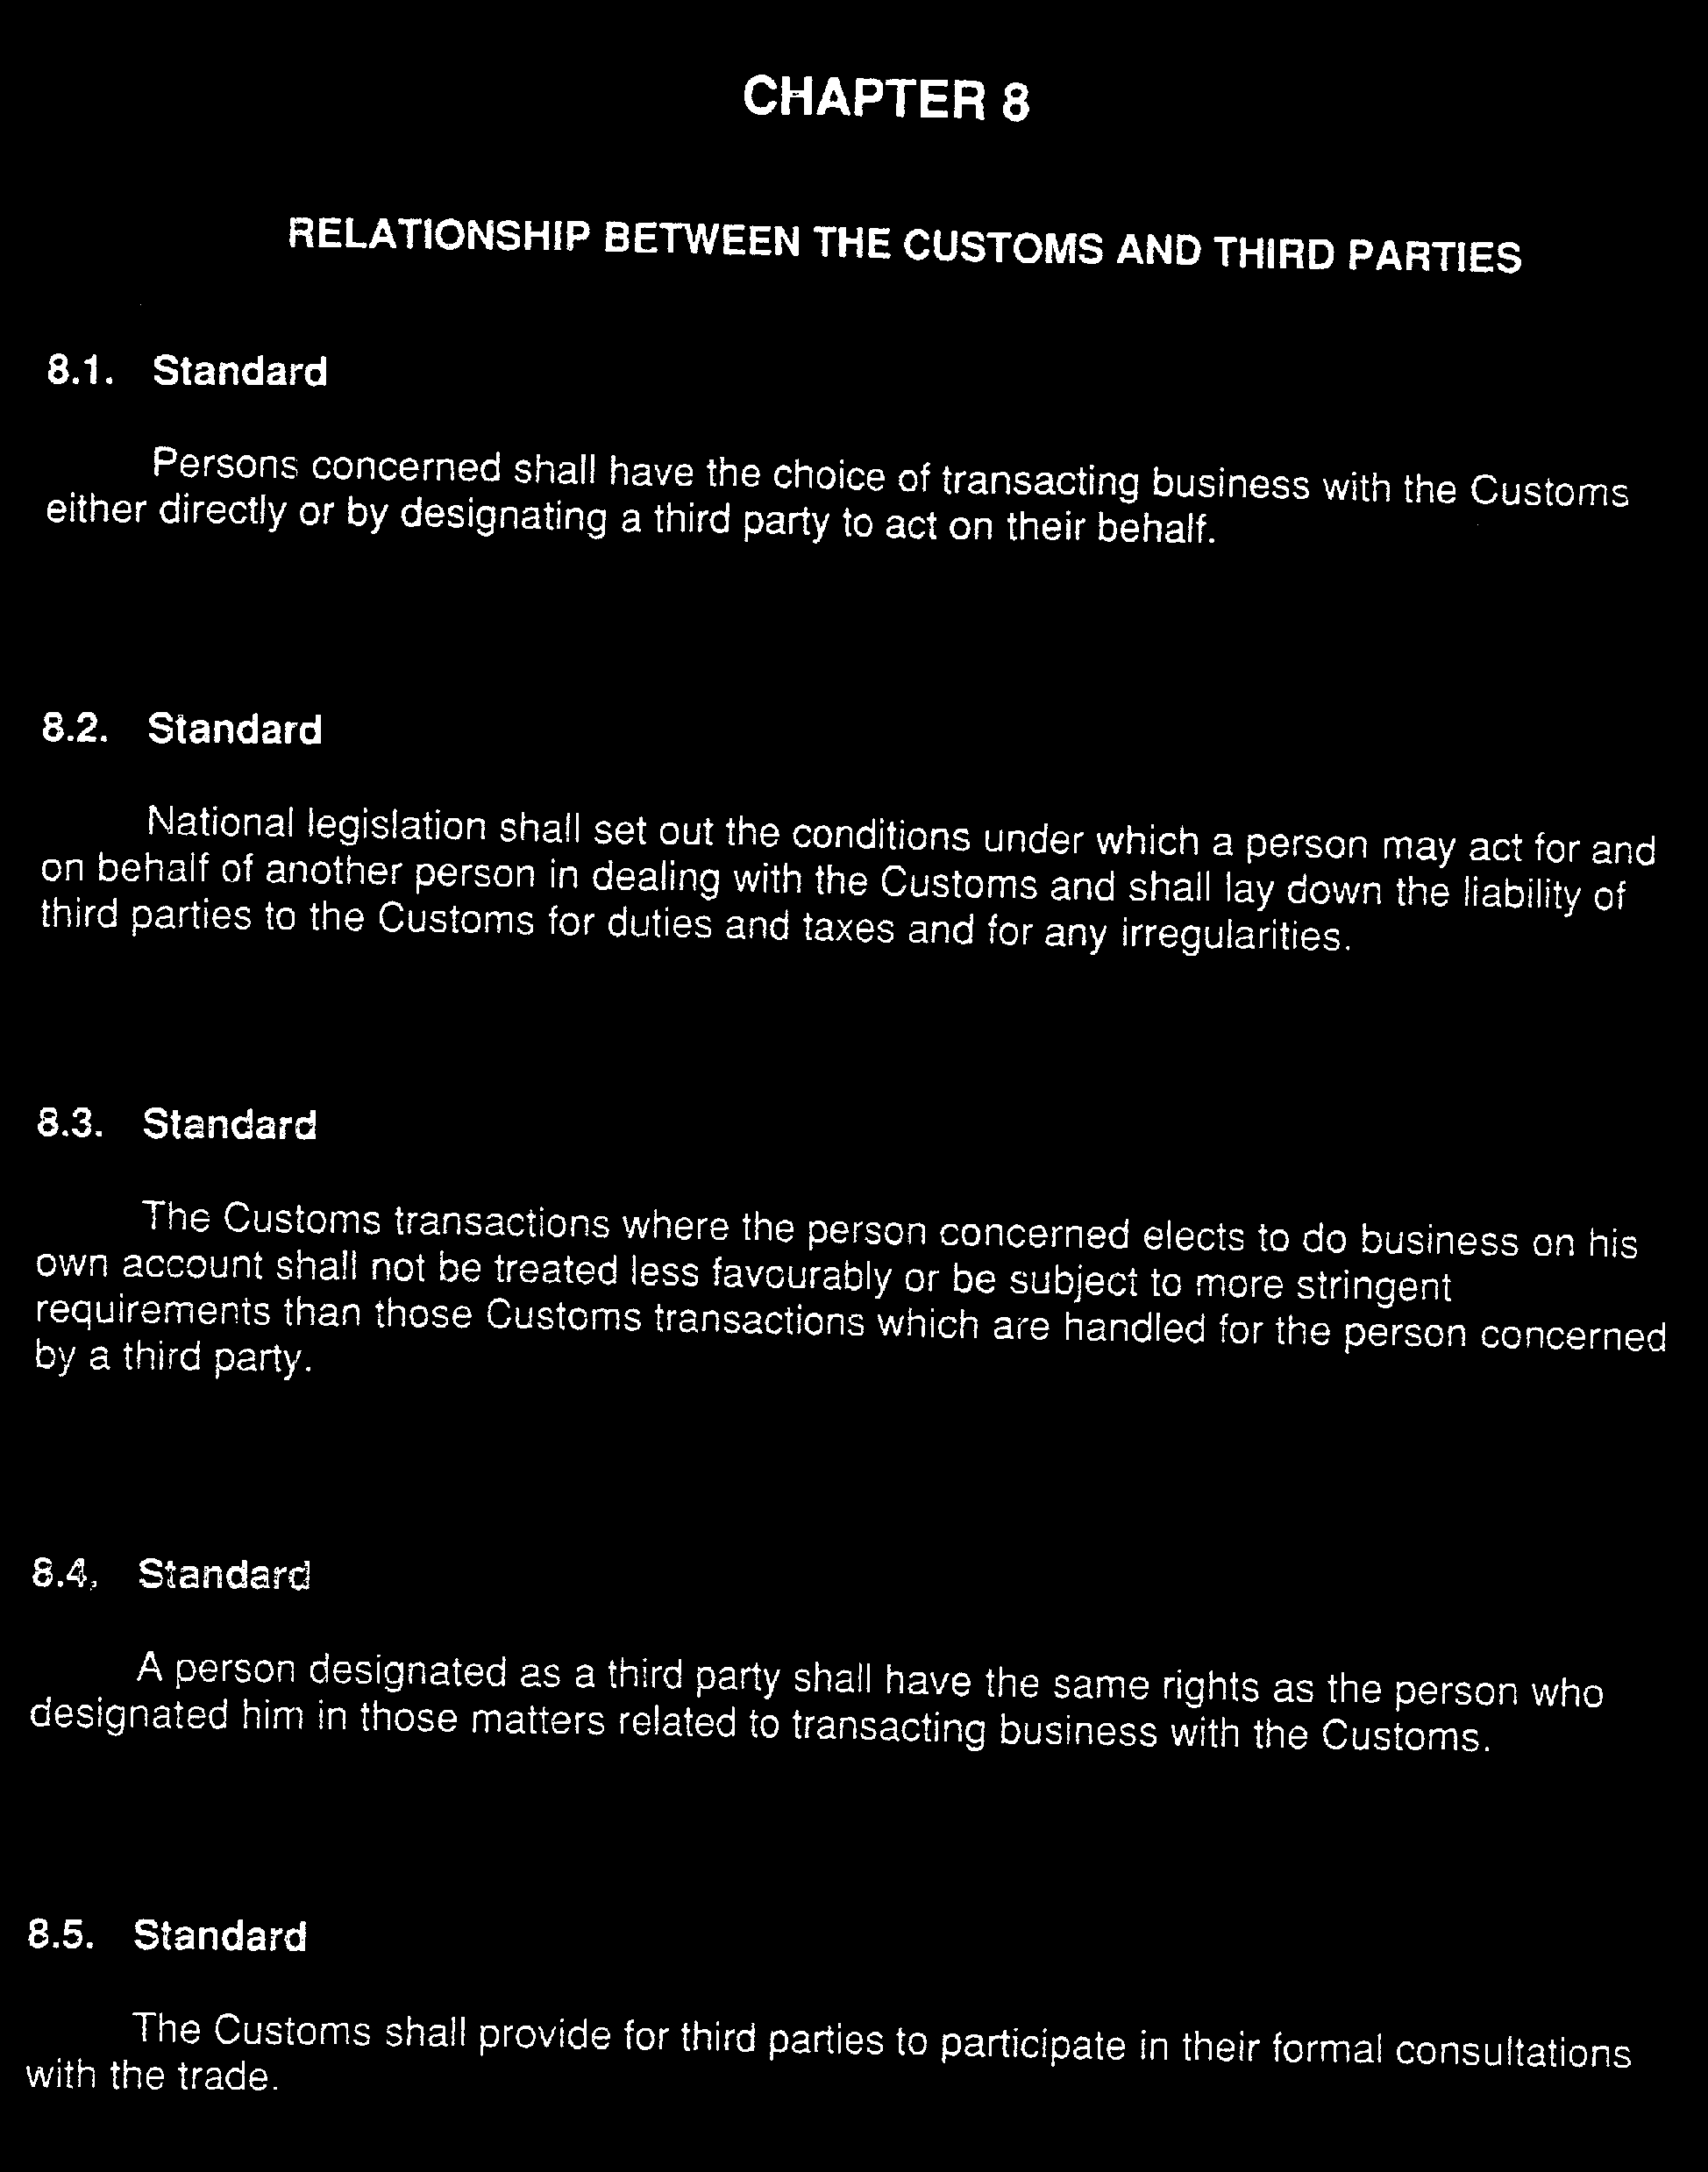 CHAPTER 8
RELATIONSHIP BETWEEN THE CUSTOMS AND THIRD PARTIES
8.1. Standard
Persons concerned shall have the choice of transacting business with the Customs
either directly or by designating a third party to act on their behalf.
8.2. Standard
National legislation shall set out the conditions under which a person may act for and
on behalf of another person in dealing with the Customs and shall lay down the liability of
third parties to the Customs for duties and taxes and for any irregularities.
8.3. Standard
The Customs transactions where the person concerned elects to do business on his
own account shall not be treated less favourably or be subject to more stringent
requirements than those Customs transactions which are handled for the person concerned
by a third party.
8.4. Standard
A person designated as a third party shall have the same rights as the person who
designated him in those matters related to transacting business with the Customs.
8.5. Standard
The Customs shall provide for third parties to participate in their formal consultations
with the trade.